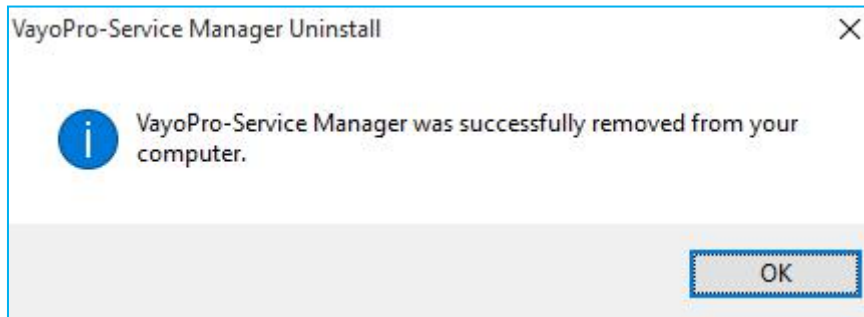 VayoPro-Service Manager Uninstall
VayoPro-Service Manager was successfully removed from your
computer.
OK